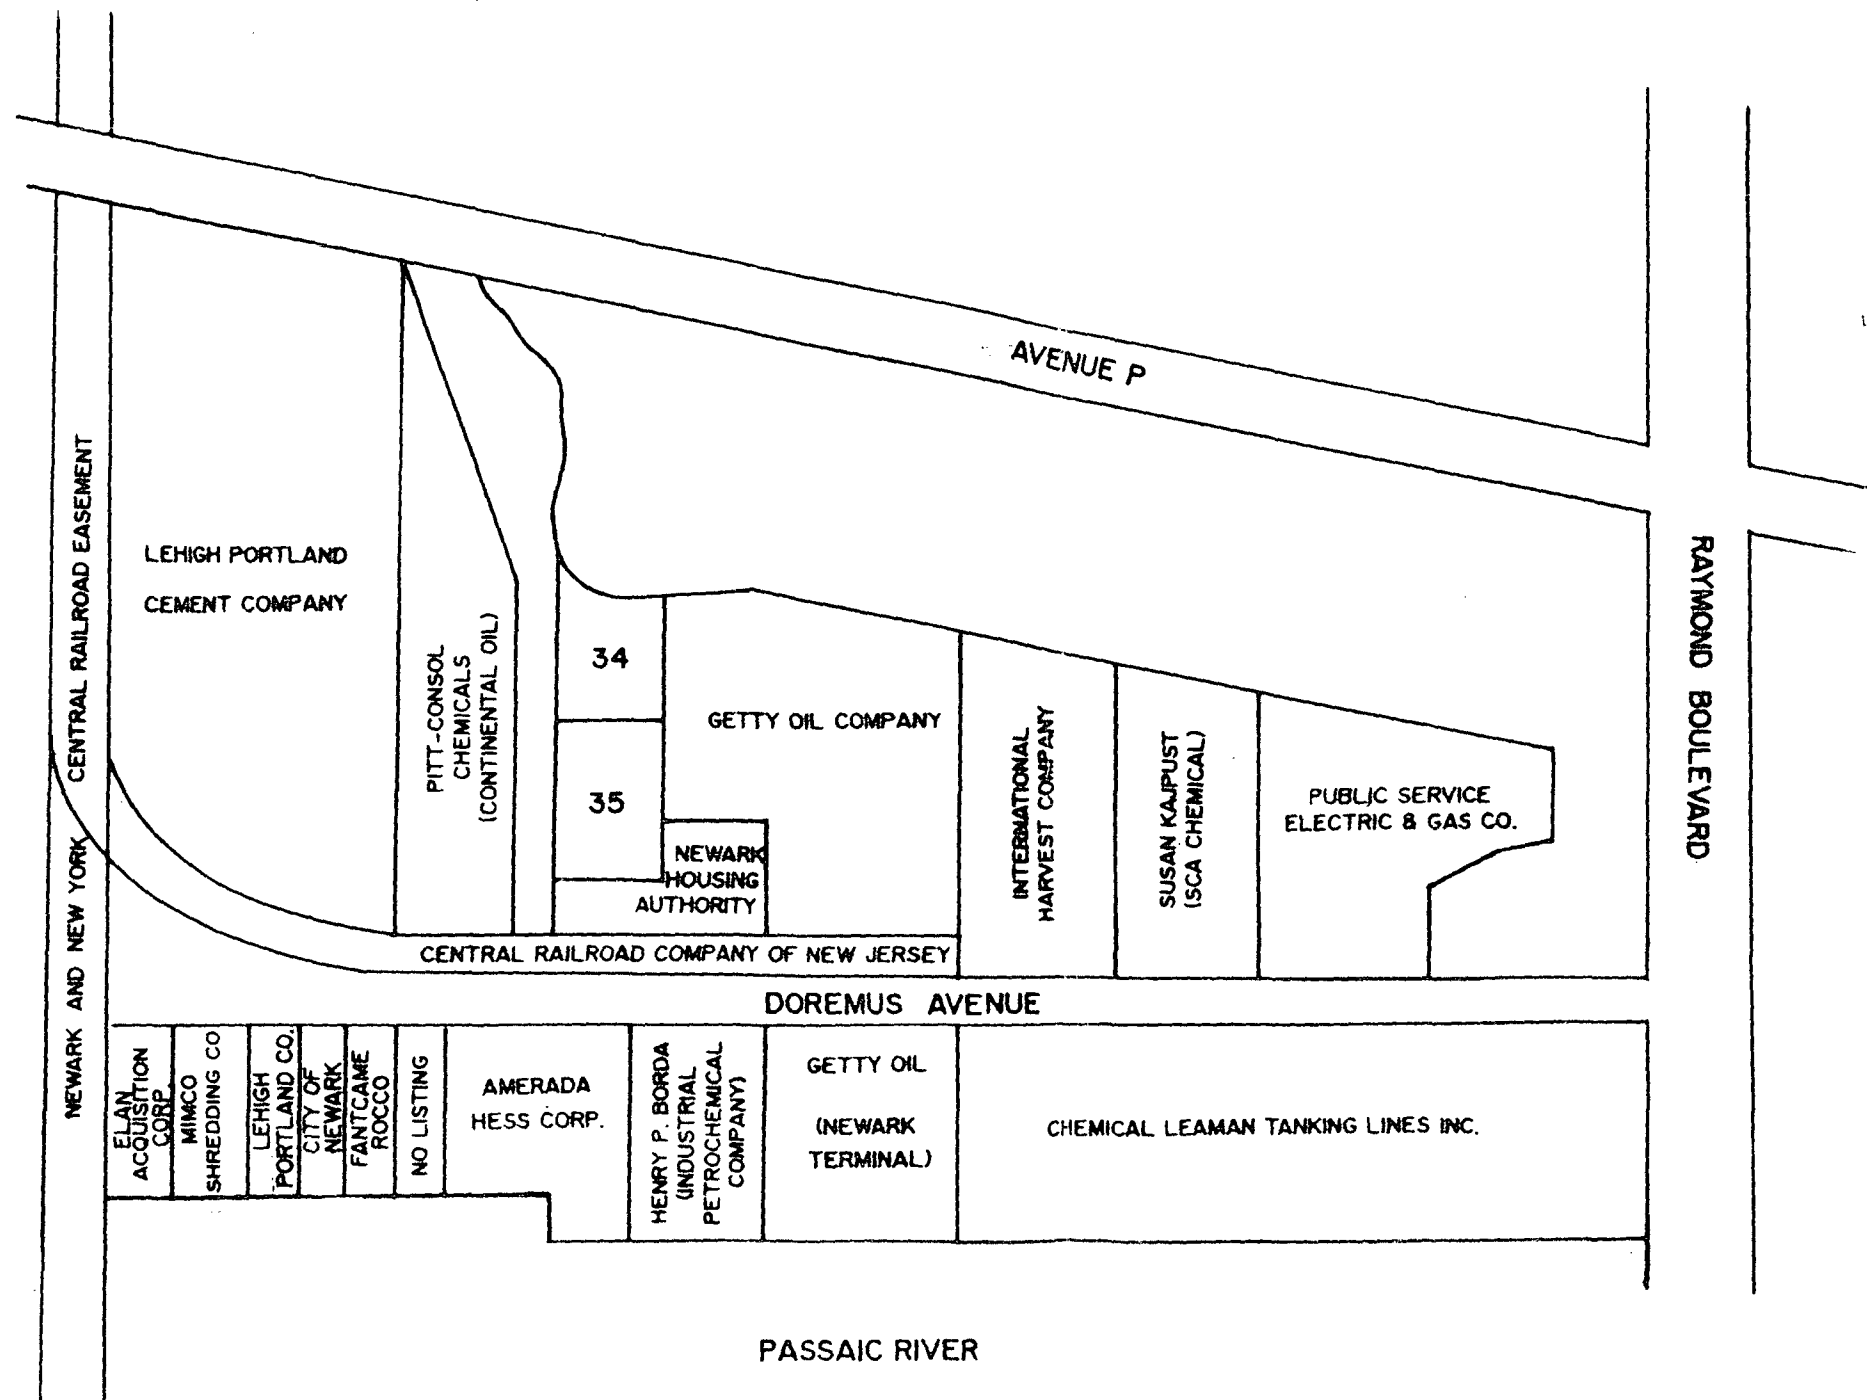 AVENUE P
RAYMOND BOULEVARD
NEWARK AND NEW YORK CENTRAL RAILROAD EASEMENT
LEHIGH PORTLAND
CEMENT COMPANY
PITT-CONSOL
CHEMICALS
(CONTINENTAL OIL)
34
35
GETTY OIL COMPANY
NEWARK
HOUSING
AUTHORITY
INTERNATIONAL
HARVEST COMPANY
SUSAN KAJPUST
(SCA CHEMICAL)
PUBLIC SERVICE
ELECTRIC & GAS CO.
CENTRAL RAILROAD COMPANY OF NEW JERSEY
DOREMUS AVENUE
ELAN
ACQUISITION
CORP.
MIMCO
SHREDDING CO
LEHIGH
PORTLAND CO.
CITY OF
NEWARK
FANTCAME
ROCCO
NO LISTING
AMERADA
HESS CORP.
HENRY P. BORDA
(INDUSTRIAL
PETROCHEMICAL
COMPANY)
GETTY OIL
(NEWARK
TERMINAL)
CHEMICAL LEAMAN TANKING LINES INC.
PASSAIC RIVER